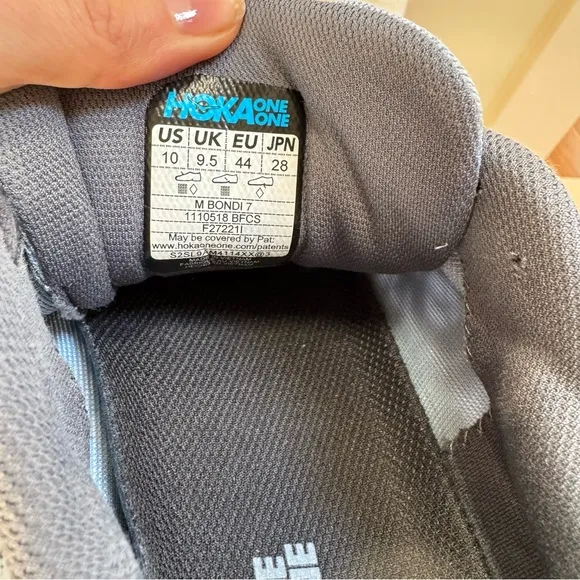 HOKA ONE ONE
US UK EU JPN
10 9.5 44 28
M BONDI 7
1110518 BFCS
F27221I
May be covered by Pat:
www.hokaoneone.com/patents